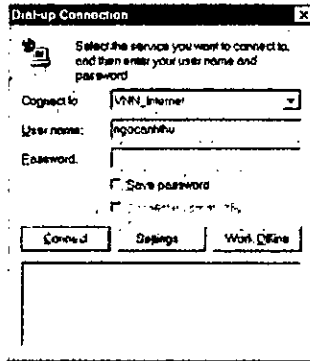 Dial-up Connection
Select the service you want to connect to,
and then enter your user name and
password
Connect to
VNN_Internet
User name:
ngocanhthu
Password:
Save password
Connect
Settings
Work Offline